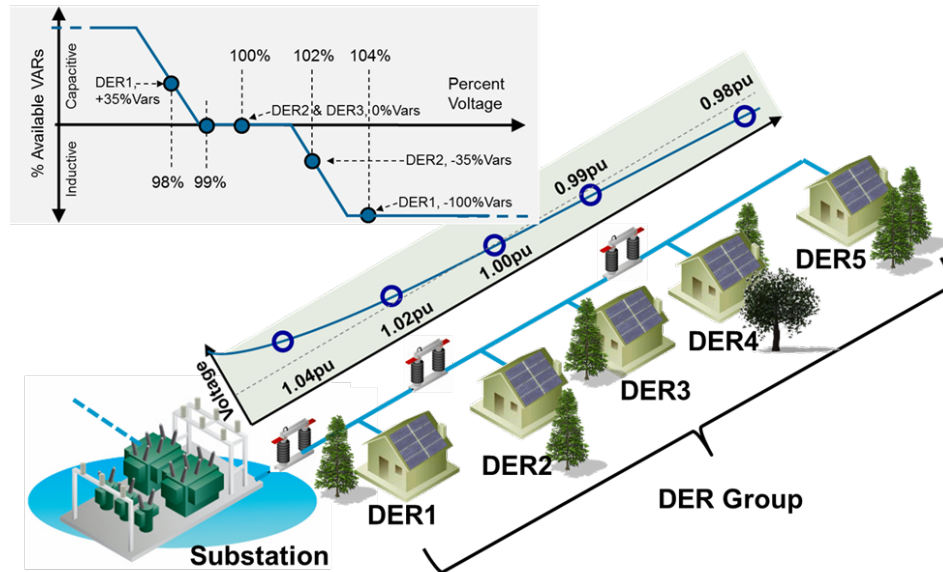 % Available VARs
Capacitive
Inductive
100%
102%
104%
Percent
Voltage
DER1,
+35%Vars
DER2 & DER3, 0%Vars
DER2, -35%Vars
98%
99%
DER1, -100%Vars
0.98pu
0.99pu
1.00pu
1.02pu
1.04pu
Voltage
DER5
DER4
DER3
DER2
DER1
DER Group
Substation